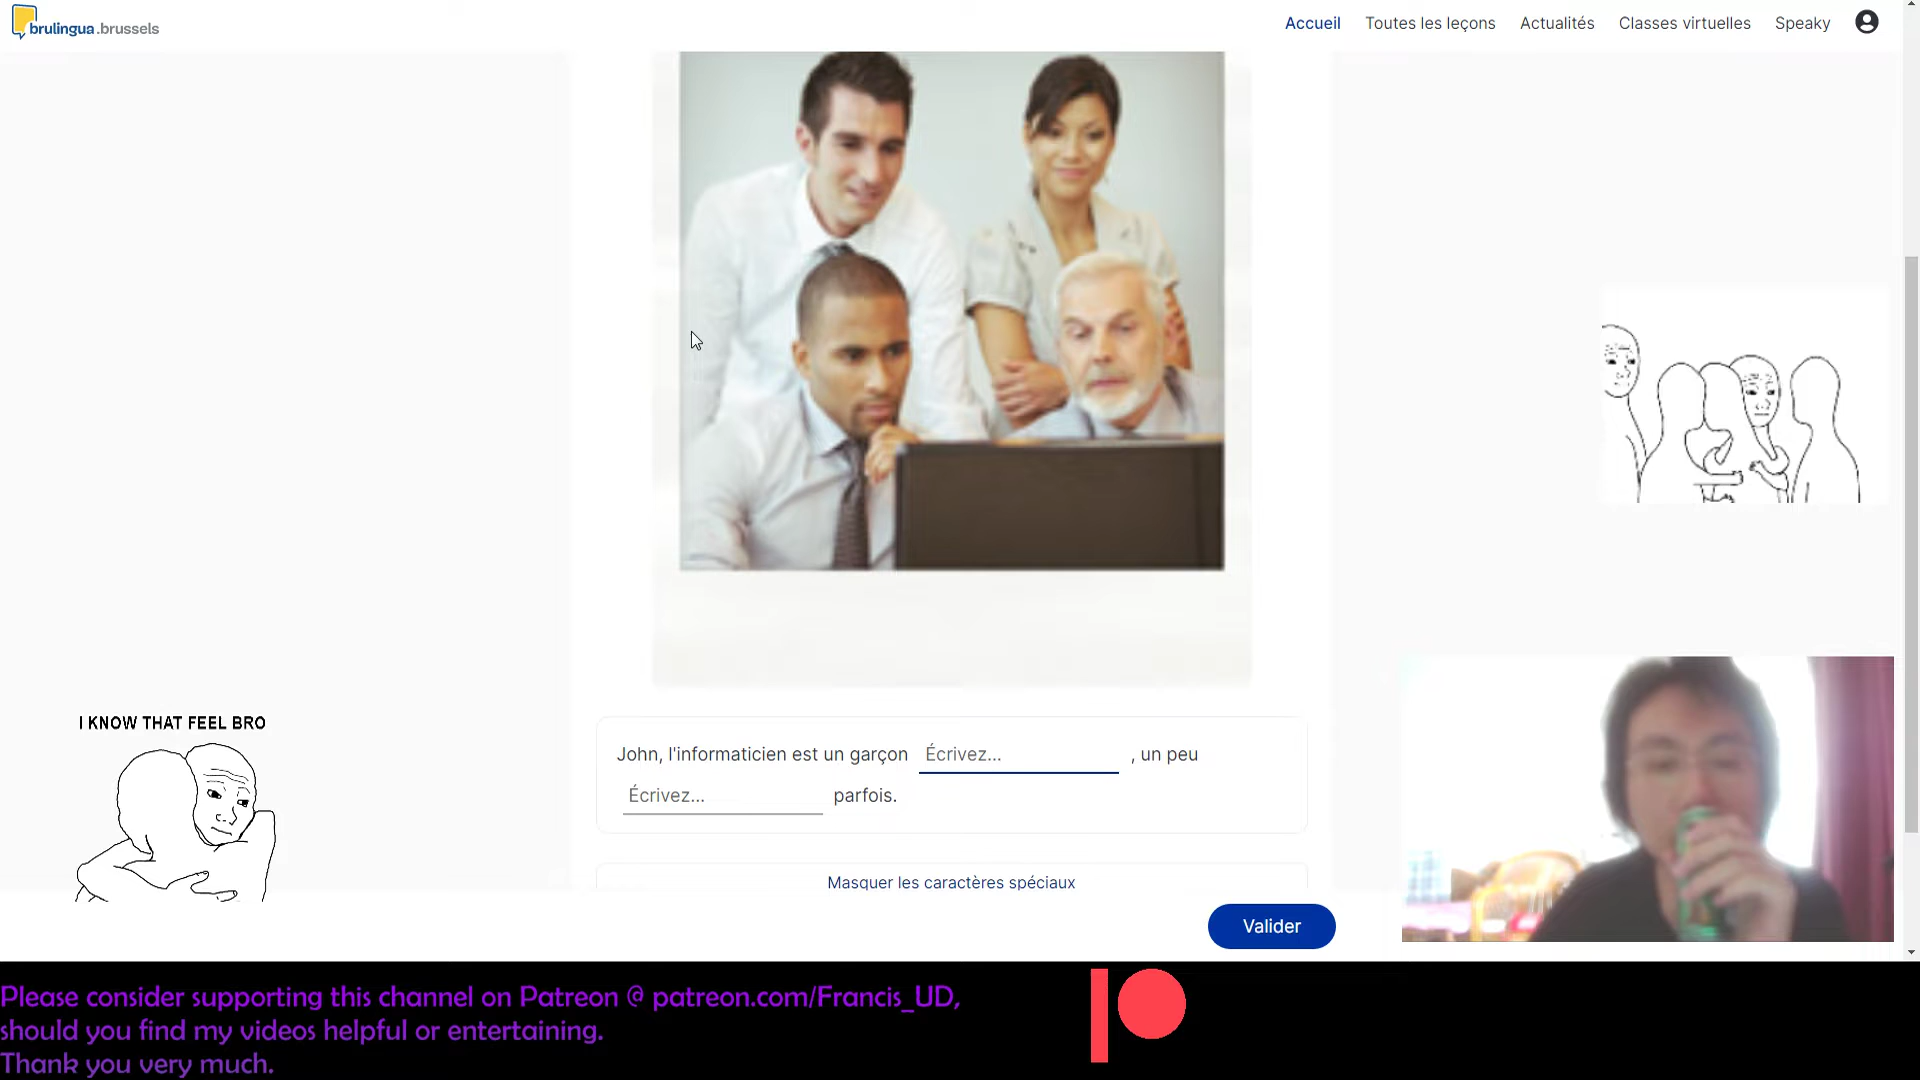 brulingua.brussels
Accueil Toutes les leçons Actualités Classes virtuelles Speaky
I KNOW THAT FEEL BRO
John, l'informaticien est un garçon Écrivez... , un peu
Écrivez... parfois.
Masquer les caractères spéciaux
Valider
Please consider supporting this channel on Patreon @ patreon.com/Francis_UD,
should you find my videos helpful or entertaining.
Thank you very much.